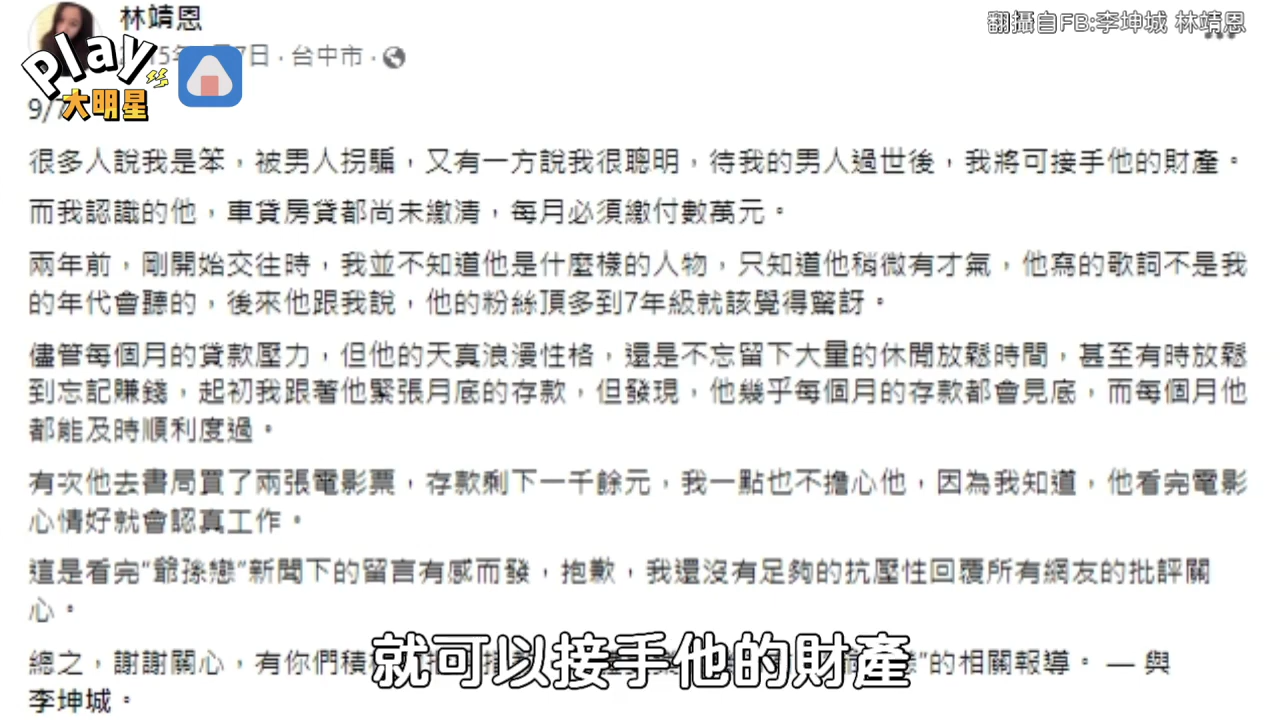 林靖恩
翻攝自FB:李坤城 林靖恩
15年 7日 · 台中市 ·
Play
大明星
9/7
很多人說我是笨，被男人拐騙，又有一方說我很聰明，待我的男人過世後，我將可接手他的財產。
而我認識的他，車貸房貸都尚未繳清，每月必須繳付數萬元。
兩年前，剛開始交往時，我並不知道他是什麼樣的人物，只知道他稍微有才氣，他寫的歌詞不是我
的年代會聽的，後來他跟我說，他的粉絲頂多到7年級就該覺得驚訝。
儘管每個月的貸款壓力，但他的天真浪漫性格，還是不忘留下大量的休閒放鬆時間，甚至有時放鬆
到忘記賺錢，起初我跟著他緊張月底的存款，但發現，他幾乎每個月的存款都會見底，而每個月他
都能及時順利度過。
有次他去書局買了兩張電影票，存款剩下一千餘元，我一點也不擔心他，因為我知道，他看完電影
心情好就會認真工作。
這是看完“爺孫戀”新聞下的留言有感而發，抱歉，我還沒有足夠的抗壓性回覆所有網友的批評關
心。
總之，謝謝關心，有你們積 ”的相關報導。 — 與
李坤城。
就可以接手他的財產